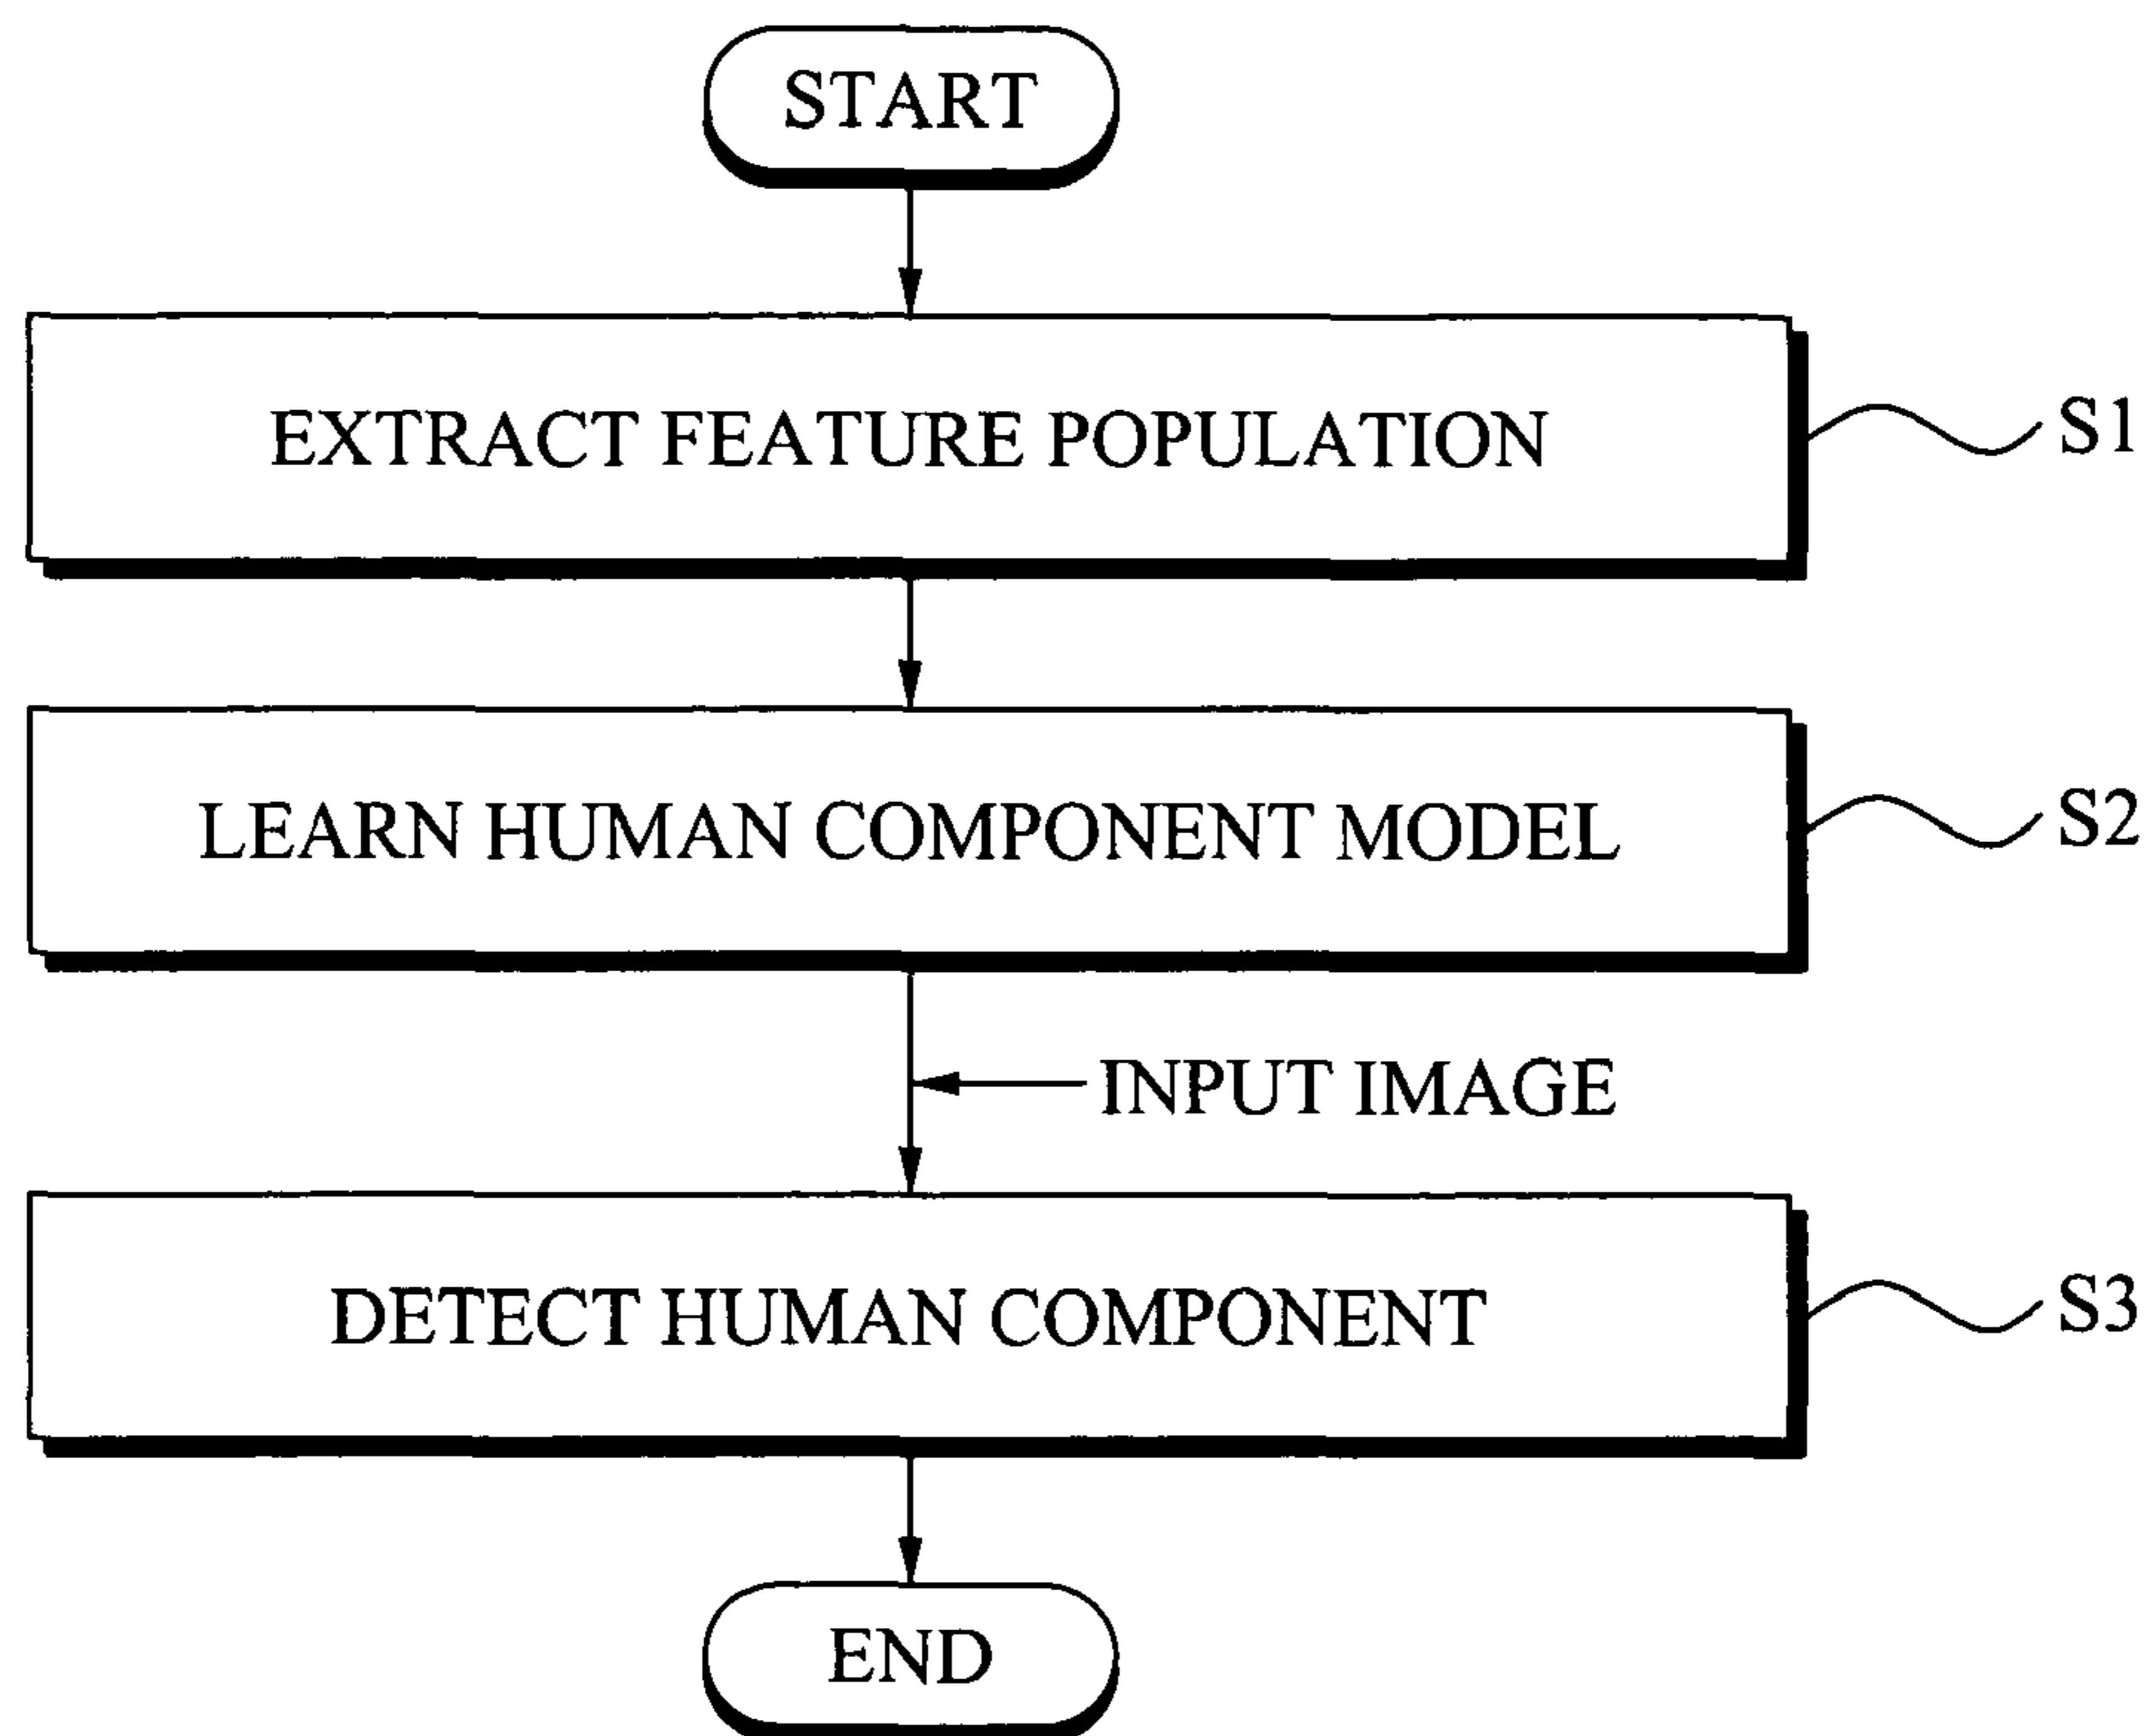 START
EXTRACT FEATURE POPULATION
S1
LEARN HUMAN COMPONENT MODEL
S2
INPUT IMAGE
DETECT HUMAN COMPONENT
S3
END